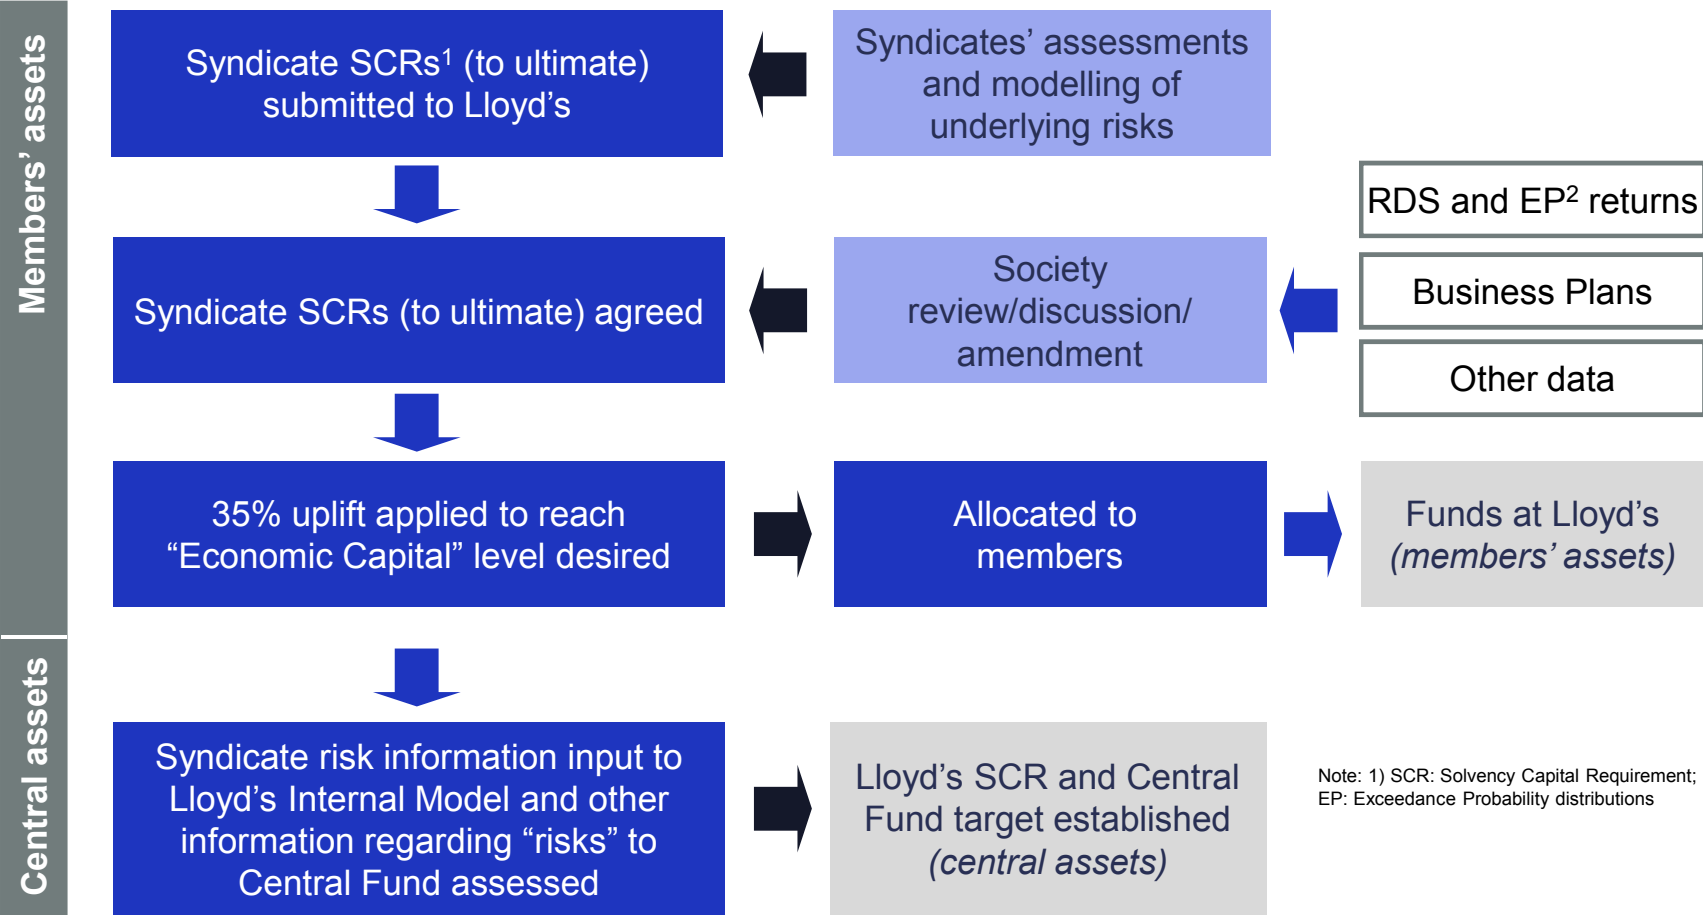 Members’ assets
Syndicate SCRs¹ (to ultimate)
submitted to Lloyd’s
Syndicates’ assessments
and modelling of
underlying risks
RDS and EP² returns
Syndicate SCRs (to ultimate) agreed
Society
review/discussion/
amendment
Business Plans
Other data
35% uplift applied to reach
“Economic Capital” level desired
Allocated to
members
Funds at Lloyd’s
(members’ assets)
Central assets
Syndicate risk information input to
Lloyd’s Internal Model and other
information regarding “risks” to
Central Fund assessed
Lloyd’s SCR and Central
Fund target established
(central assets)
Note: 1) SCR: Solvency Capital Requirement;
EP: Exceedance Probability distributions